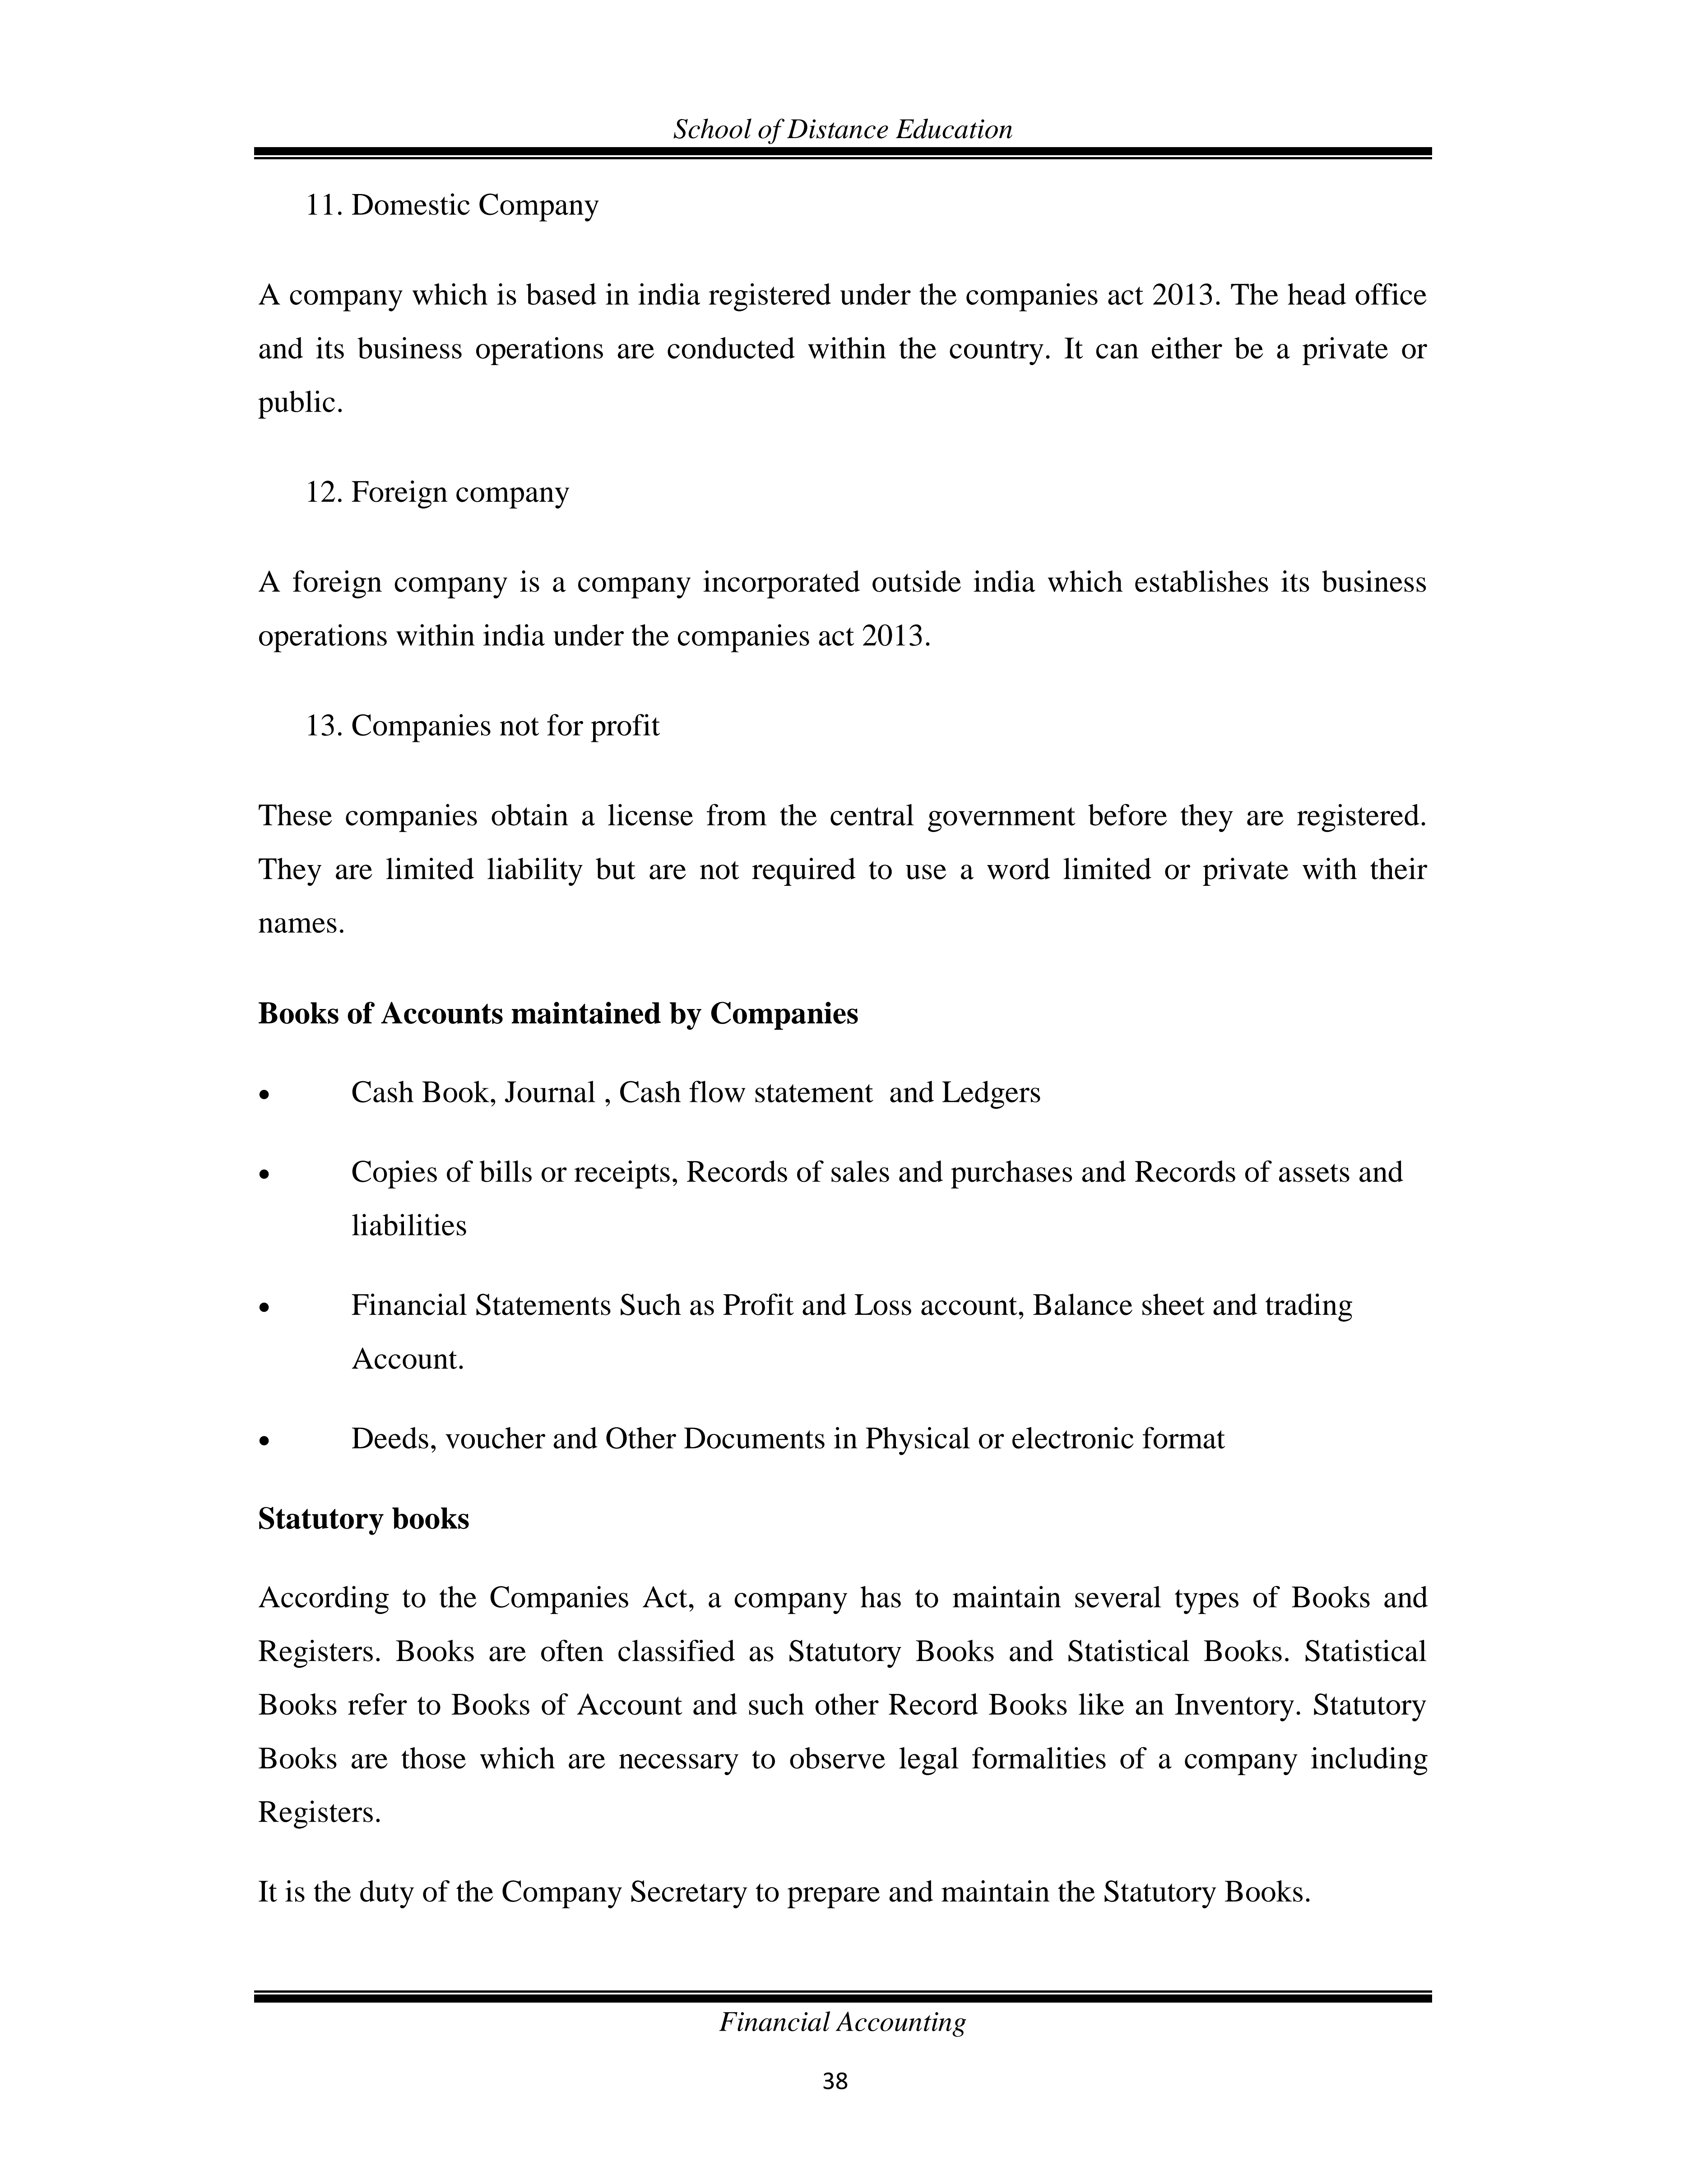 School of Distance Education
11. Domestic Company
A company which is based in india registered under the companies act 2013. The head office
and its business operations are conducted within the country. It can either be a private or
public.
12. Foreign company
A foreign company is a company incorporated outside india which establishes its business
operations within india under the companies act 2013.
13. Companies not for profit
These companies obtain a license from the central government before they are registered.
They are limited liability but are not required to use a word limited or private with their
names.
Books of Accounts maintained by Companies
• Cash Book, Journal , Cash flow statement  and Ledgers
• Copies of bills or receipts, Records of sales and purchases and Records of assets and
liabilities
• Financial Statements Such as Profit and Loss account, Balance sheet and trading
Account.
• Deeds, voucher and Other Documents in Physical or electronic format
Statutory books
According to the Companies Act, a company has to maintain several types of Books and
Registers. Books are often classified as Statutory Books and Statistical Books. Statistical
Books refer to Books of Account and such other Record Books like an Inventory. Statutory
Books are those which are necessary to observe legal formalities of a company including
Registers.
It is the duty of the Company Secretary to prepare and maintain the Statutory Books.
Financial Accounting
38